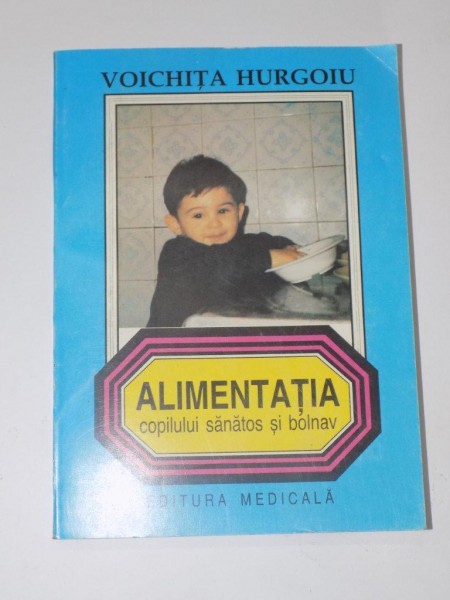 VOICHIȚA HURGOIU
ALIMENTAȚIA
copilului sănătos și bolnav
EDITURA MEDICALĂ